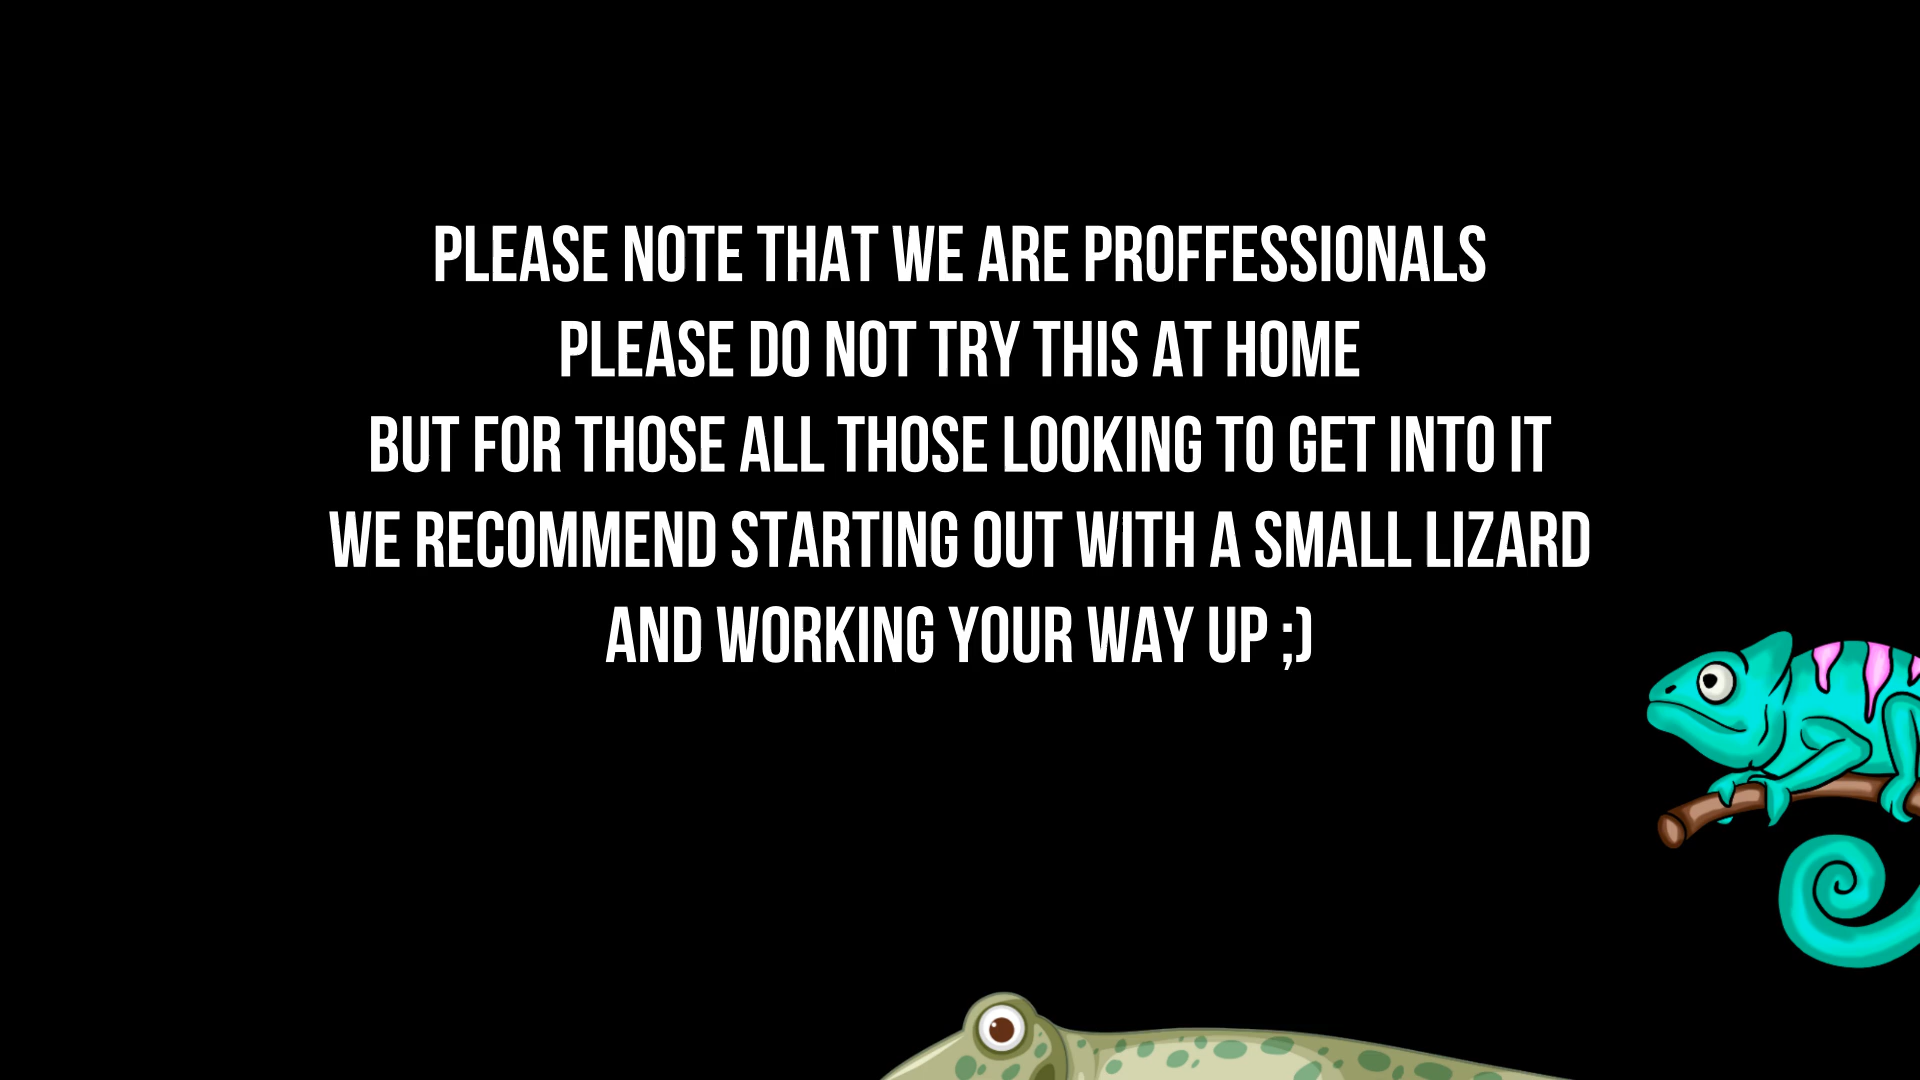 PLEASE NOTE THAT WE ARE PROFFESSIONALS
PLEASE DO NOT TRY THIS AT HOME
BUT FOR THOSE ALL THOSE LOOKING TO GET INTO IT
WE RECOMMEND STARTING OUT WITH A SMALL LIZARD
AND WORKING YOUR WAY UP ;)